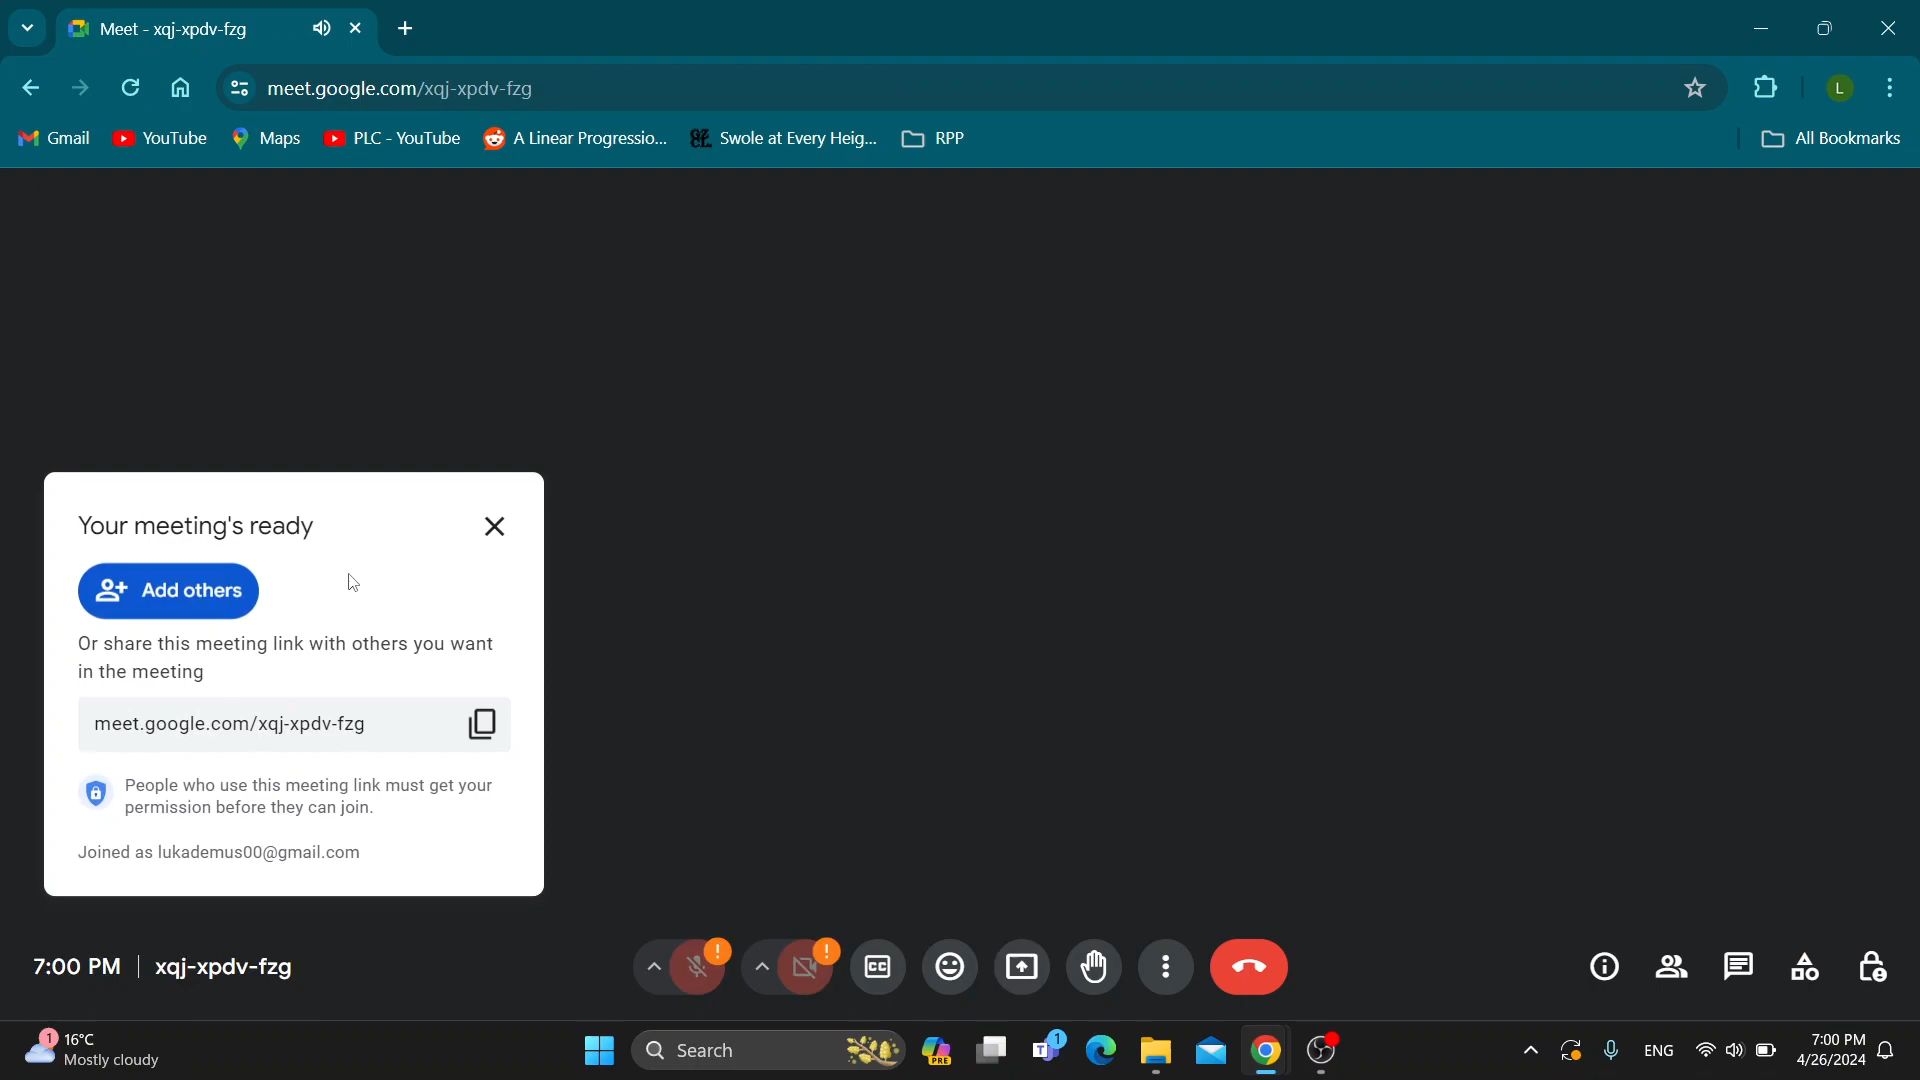 Meet - xqj-xpdv-fzg
meet.google.com/xqj-xpdv-fzg
L
Gmail
YouTube
Maps
PLC - YouTube
A Linear Progressio...
Swole at Every Heig...
RPP
All Bookmarks
Your meeting's ready
Add others
Or share this meeting link with others you want
in the meeting
meet.google.com/xqj-xpdv-fzg
People who use this meeting link must get your
permission before they can join.
Joined as lukademus00@gmail.com
7:00 PM | xqj-xpdv-fzg
!
!
CC
1
16°C
Mostly cloudy
Search
PRE
T
1
ENG
7:00 PM
4/26/2024